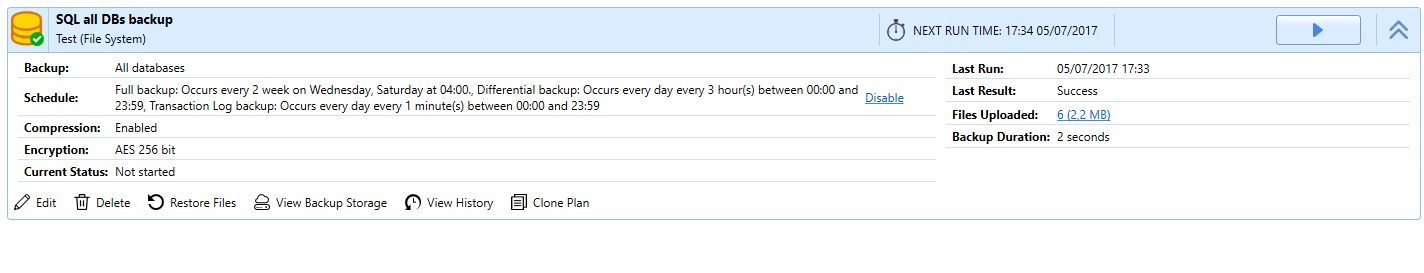 SQL all DBs backup
Test (File System)
NEXT RUN TIME: 17:34 05/07/2017
Backup: All databases
Schedule: Full backup: Occurs every 2 week on Wednesday, Saturday at 04:00., Differential backup: Occurs every day every 3 hour(s) between 00:00 and
23:59, Transaction Log backup: Occurs every day every 1 minute(s) between 00:00 and 23:59
Disable
Compression: Enabled
Encryption: AES 256 bit
Current Status: Not started
Last Run: 05/07/2017 17:33
Last Result: Success
Files Uploaded: 6 (2,2 MB)
Backup Duration: 2 seconds
Edit Delete Restore Files View Backup Storage View History Clone Plan